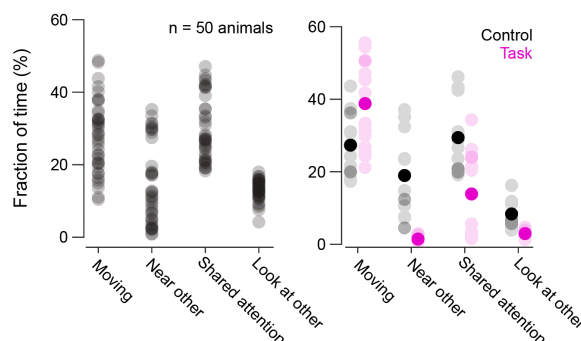 n = 50 animals
Fraction of time (%)
60
40
20
0
Moving
Near other
Shared attention
Look at other
Control
Task
60
40
20
0
Moving
Near other
Shared attention
Look at other